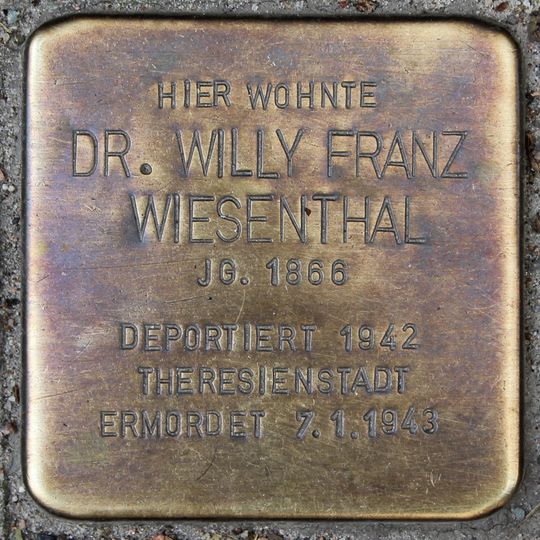 HIER WOHNTE
DR. WILLY FRANZ
WIESENTHAL
JG. 1866
DEPORTIERT 1942
THERESIENSTADT
ERMORDET 7.1.1943